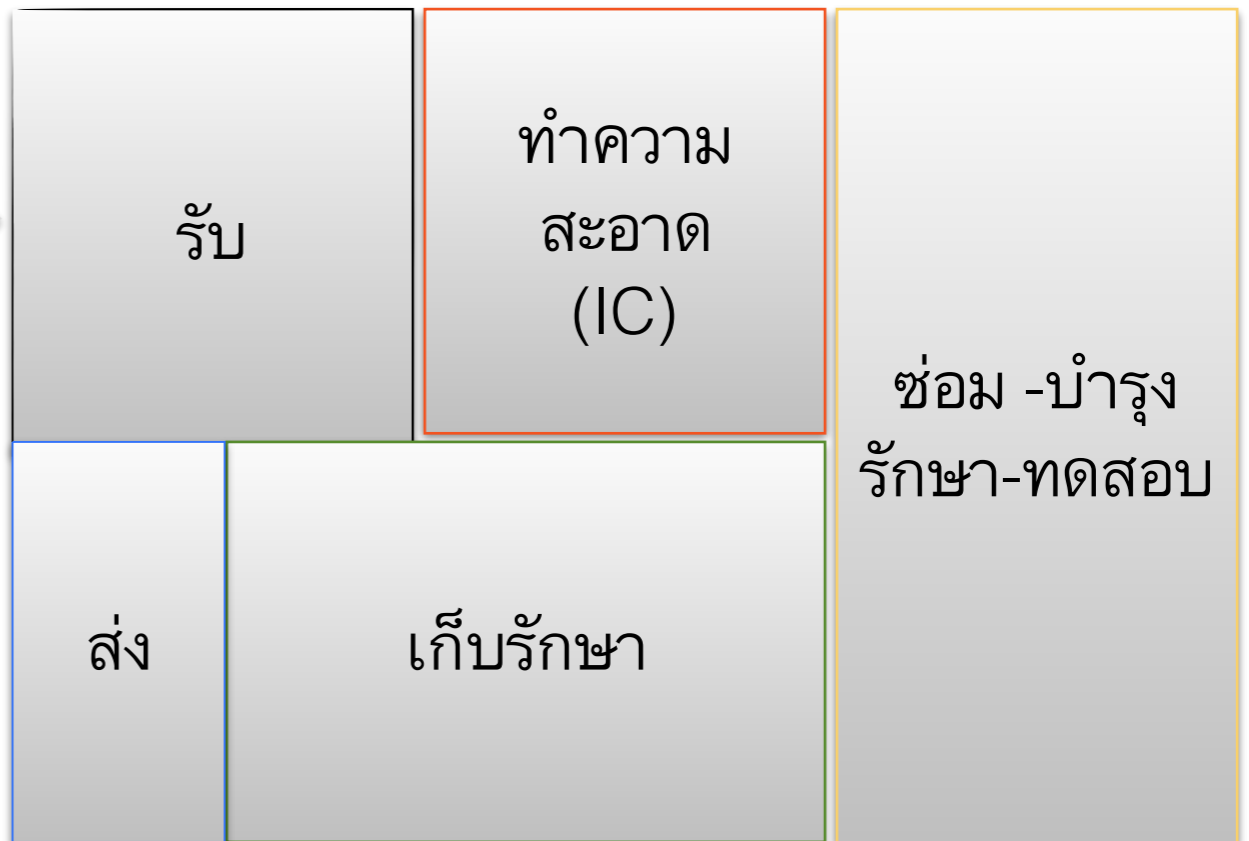 รับ
ทำความ
สะอาด
(IC)
ซ่อม -บำรุง
รักษา-ทดสอบ
ส่ง
เก็บรักษา